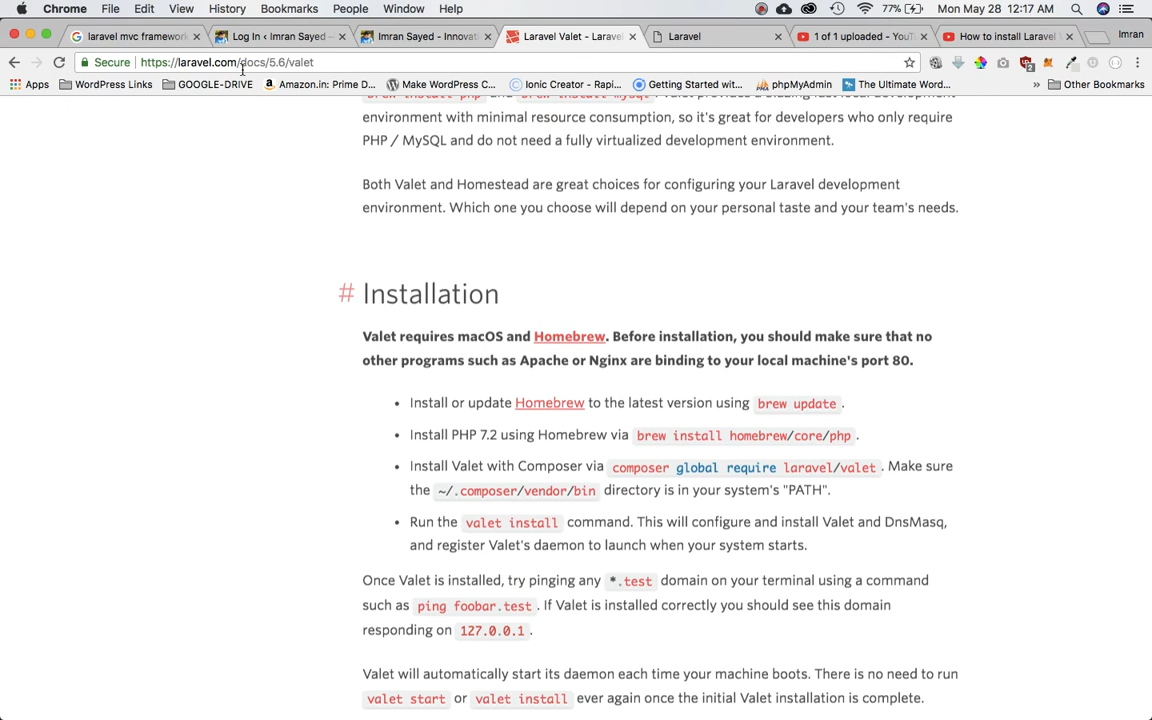 Chrome File Edit View History Bookmarks People Window Help 77% Mon May 28 12:17 AM
laravel mvc framework Log In ‹ Imran Sayed — Imran Sayed - Innovati Laravel Valet - Larave Laravel 1 of 1 uploaded - YouT How to install Laravel Imran
Secure https://laravel.com/docs/5.6/valet
Apps WordPress Links GOOGLE-DRIVE Amazon.in: Prime D... Make WordPress C... Ionic Creator - Rapi... Getting Started wit... phpMyAdmin The Ultimate Word... » Other Bookmarks
brew install php and brew install mysql. Valet provides a blazing fast local development
environment with minimal resource consumption, so it's great for developers who only require
PHP / MySQL and do not need a fully virtualized development environment.
Both Valet and Homestead are great choices for configuring your Laravel development
environment. Which one you choose will depend on your personal taste and your team's needs.
# Installation
Valet requires macOS and Homebrew. Before installation, you should make sure that no
other programs such as Apache or Nginx are binding to your local machine's port 80.
• Install or update Homebrew to the latest version using brew update.
• Install PHP 7.2 using Homebrew via brew install homebrew/core/php.
• Install Valet with Composer via composer global require laravel/valet. Make sure
the ~/.composer/vendor/bin directory is in your system's "PATH".
• Run the valet install command. This will configure and install Valet and DnsMasq,
and register Valet's daemon to launch when your system starts.
Once Valet is installed, try pinging any *.test domain on your terminal using a command
such as ping foobar.test. If Valet is installed correctly you should see this domain
responding on 127.0.0.1.
Valet will automatically start its daemon each time your machine boots. There is no need to run
valet start or valet install ever again once the initial Valet installation is complete.